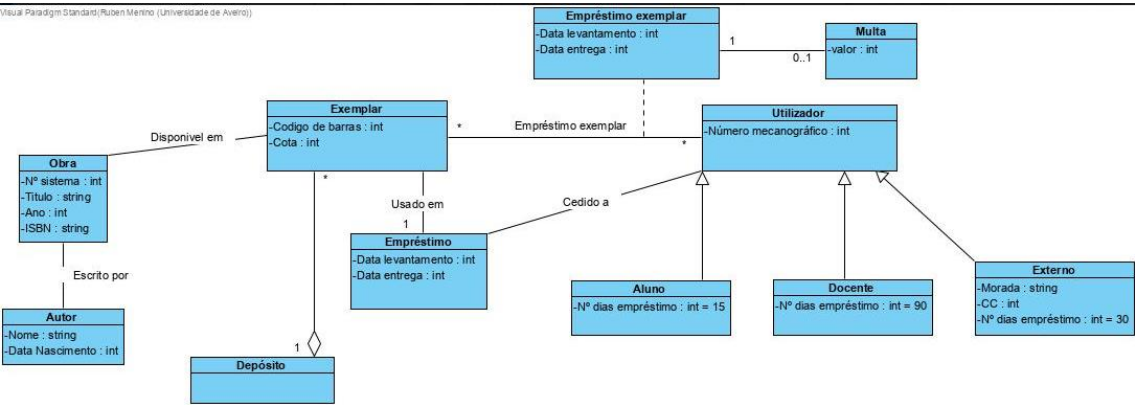 Visual Paradigm Standard(Ruben Menino (Universidade de Aveiro))
Empréstimo exemplar
-Data levantamento : int
-Data entrega : int
1
0..1
Multa
-valor : int
Exemplar
-Codigo de barras : int
-Cota : int
*
Empréstimo exemplar
*
Utilizador
-Número mecanográfico : int
Disponivel em
Obra
-Nº sistema : int
-Titulo : string
-Ano : int
-ISBN : string
*
Usado em
1
Cedido a
Empréstimo
-Data levantamento : int
-Data entrega : int
Escrito por
Autor
-Nome : string
-Data Nascimento : int
1
Depósito
Aluno
-Nº dias empréstimo : int = 15
Docente
-Nº dias empréstimo : int = 90
Externo
-Morada : string
-CC : int
-Nº dias empréstimo : int = 30